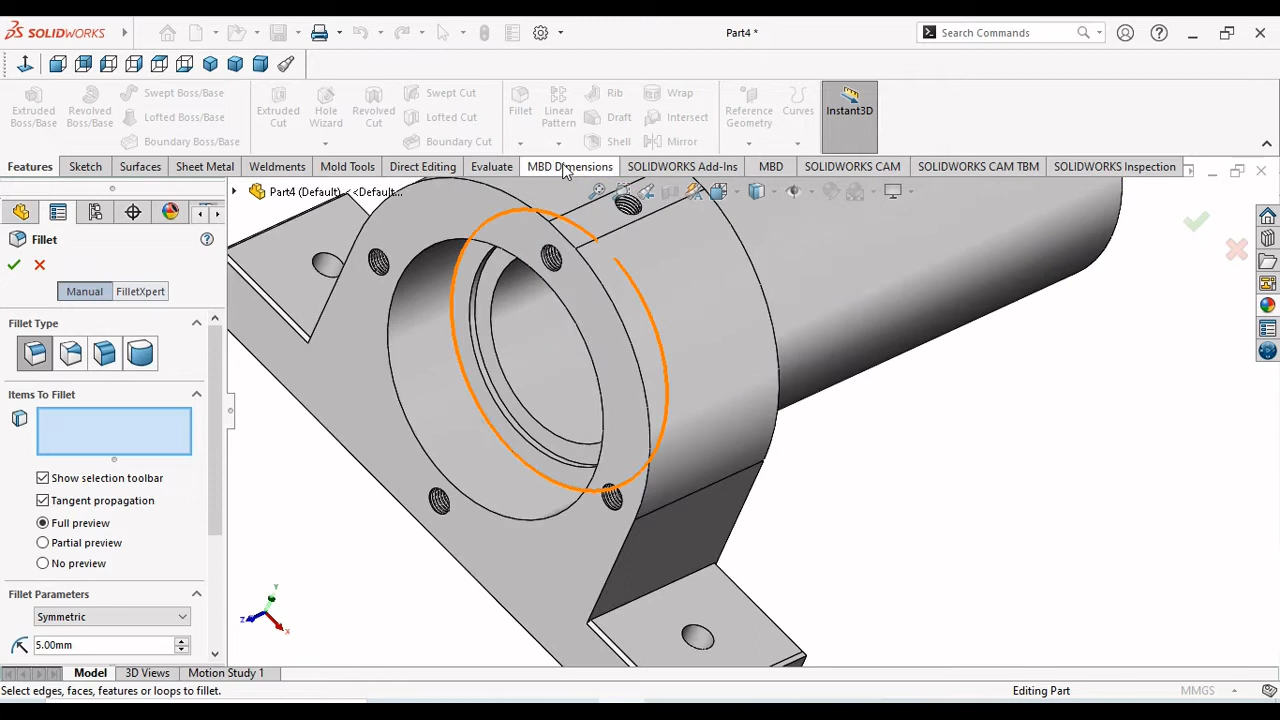 SOLIDWORKS
Part4 *
Search Commands
Extruded Boss/Base
Revolved Boss/Base
Swept Boss/Base
Lofted Boss/Base
Boundary Boss/Base
Extruded Cut
Hole Wizard
Revolved Cut
Swept Cut
Lofted Cut
Boundary Cut
Fillet
Linear Pattern
Rib
Draft
Shell
Wrap
Intersect
Mirror
Reference Geometry
Curves
Instant3D
Features
Sketch
Surfaces
Sheet Metal
Weldments
Mold Tools
Direct Editing
Evaluate
MBD Dimensions
SOLIDWORKS Add-Ins
MBD
SOLIDWORKS CAM
SOLIDWORKS CAM TBM
SOLIDWORKS Inspection
Part4 (Default) < <Default...
Fillet
Manual
FilletXpert
Fillet Type
Items To Fillet
Show selection toolbar
Tangent propagation
Full preview
Partial preview
No preview
Fillet Parameters
Symmetric
5.00mm
Y
Z
X
Model
3D Views
Motion Study 1
Select edges, faces, features or loops to fillet.
Editing Part
MMGS